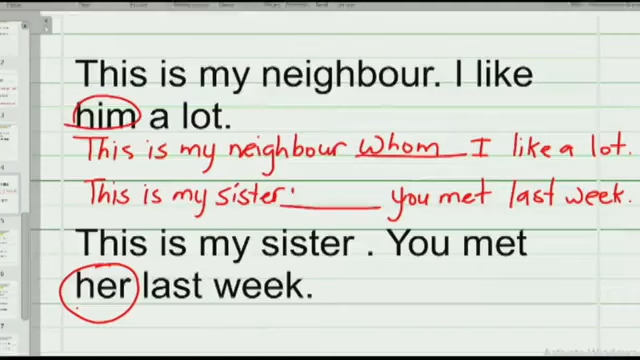 This is my neighbour. I like
him a lot.
This is my neighbour whom I like a lot.
This is my sister. ______ you met last week.
This is my sister . You met
her last week.